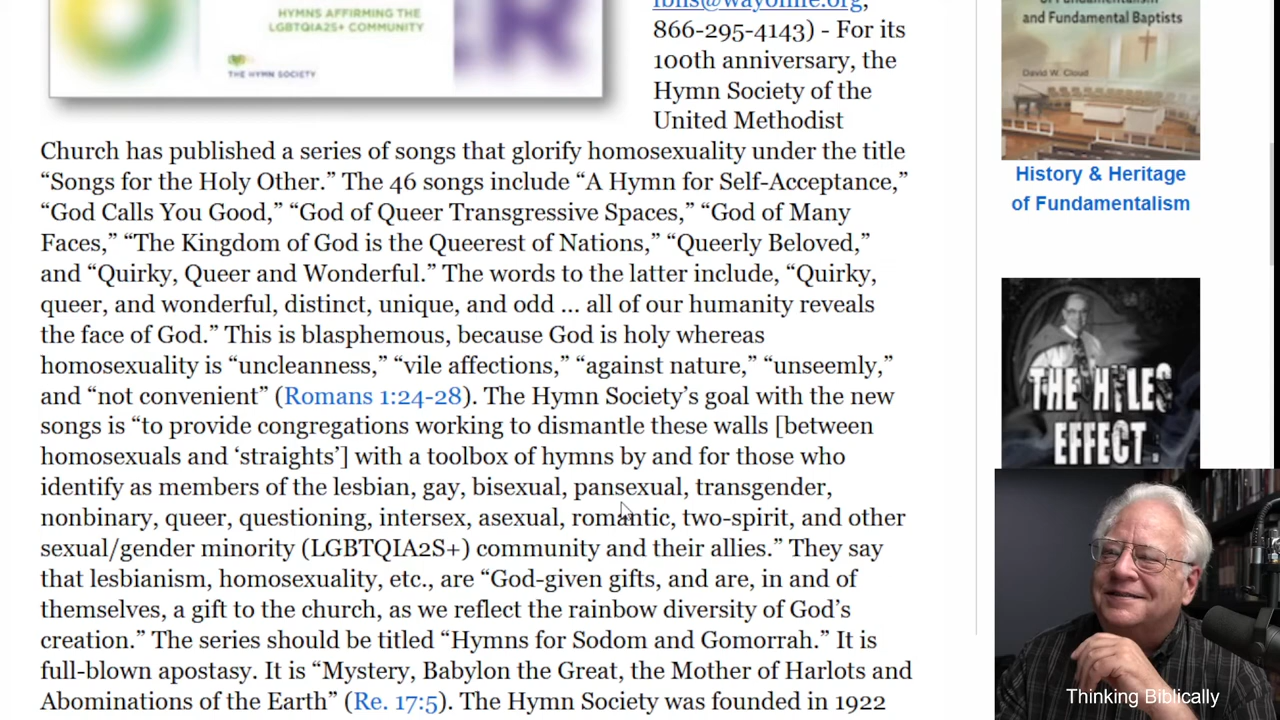 HYMNS AFFIRMING THE
LGBTQIA2S+ COMMUNITY
THE HYMN SOCIETY
fbns@wayoflife.org,
866-295-4143) - For its
100th anniversary, the
Hymn Society of the
United Methodist
Church has published a series of songs that glorify homosexuality under the title
“Songs for the Holy Other.” The 46 songs include “A Hymn for Self-Acceptance,”
“God Calls You Good,” “God of Queer Transgressive Spaces,” “God of Many
Faces,” “The Kingdom of God is the Queerest of Nations,” “Queerly Beloved,”
and “Quirky, Queer and Wonderful.” The words to the latter include, “Quirky,
queer, and wonderful, distinct, unique, and odd … all of our humanity reveals
the face of God.” This is blasphemous, because God is holy whereas
homosexuality is “uncleanness,” “vile affections,” “against nature,” “unseemly,”
and “not convenient” (Romans 1:24-28). The Hymn Society’s goal with the new
songs is “to provide congregations working to dismantle these walls [between
homosexuals and ‘straights’] with a toolbox of hymns by and for those who
identify as members of the lesbian, gay, bisexual, pansexual, transgender,
nonbinary, queer, questioning, intersex, asexual, romantic, two-spirit, and other
sexual/gender minority (LGBTQIA2S+) community and their allies.” They say
that lesbianism, homosexuality, etc., are “God-given gifts, and are, in and of
themselves, a gift to the church, as we reflect the rainbow diversity of God’s
creation.” The series should be titled “Hymns for Sodom and Gomorrah.” It is
full-blown apostasy. It is “Mystery, Babylon the Great, the Mother of Harlots and
Abominations of the Earth” (Re. 17:5). The Hymn Society was founded in 1922
of Fundamentalism
and Fundamental Baptists
David W. Cloud
History & Heritage
of Fundamentalism
THE HYLES
EFFECT
Thinking Biblically